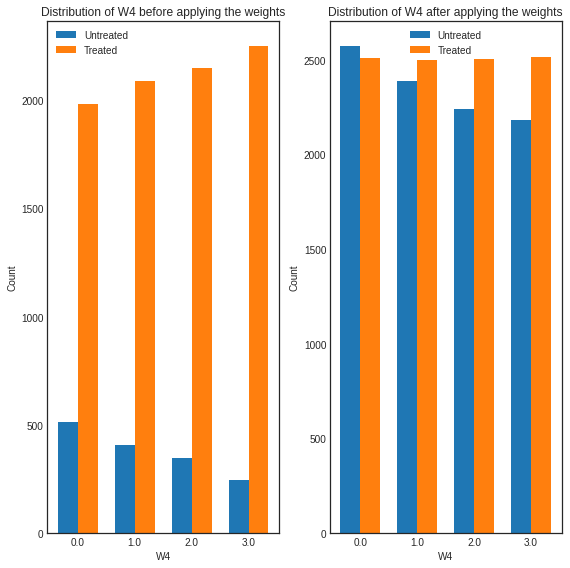 Distribution of W4 before applying the weights
Untreated
Treated
2000
1500
1000
500
0
Count
0.0 1.0 2.0 3.0
W4
Distribution of W4 after applying the weights
Untreated
Treated
2500
2000
1500
1000
500
0
Count
0.0 1.0 2.0 3.0
W4